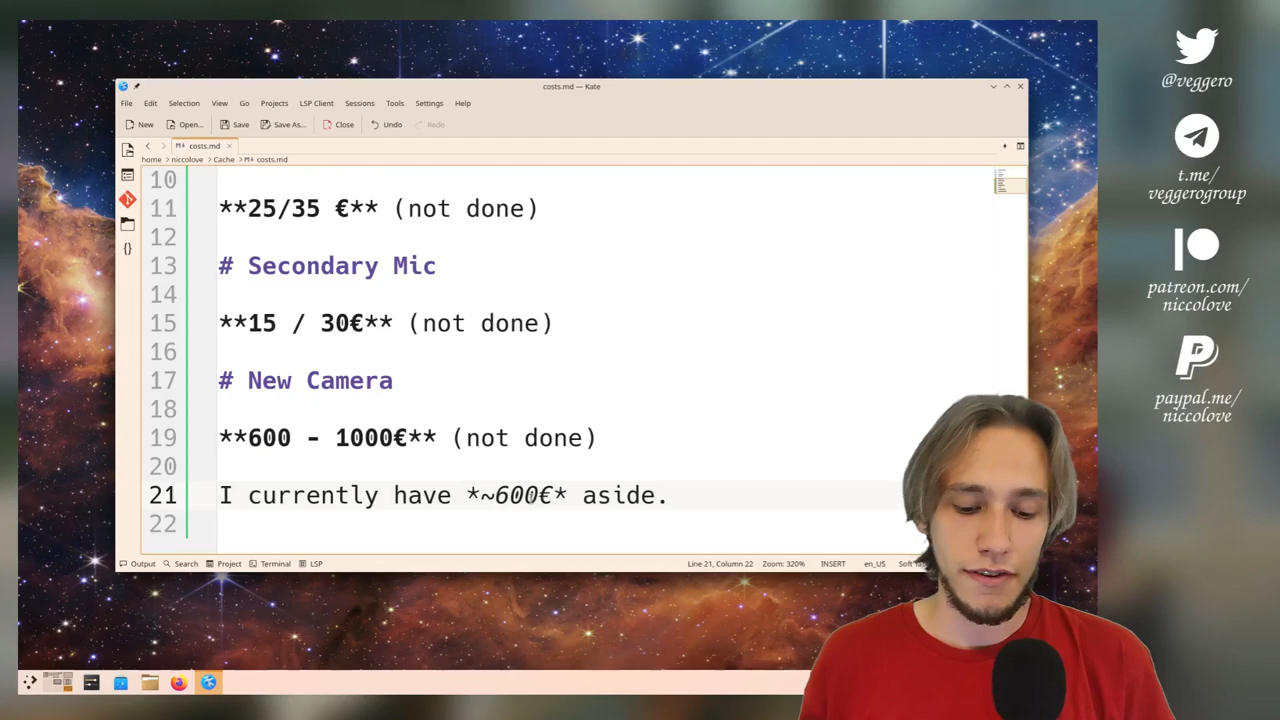 costs.md — Kate
File Edit Selection View Go Projects LSP Client Sessions Tools Settings Help
New Open... Save Save As... Close Undo Redo
costs.md
home niccolove Cache costs.md
10
11 **25/35 €** (not done)
12
13 # Secondary Mic
14
15 **15 / 30€** (not done)
16
17 # New Camera
18
19 **600 - 1000€** (not done)
20
21 I currently have *~600€* aside.
22
Output Search Project Terminal LSP Line 21, Column 22 Zoom: 320% INSERT en_US Soft
@veggero
t.me/
veggerogroup
patreon.com/
niccolove
paypal.me/
niccolove